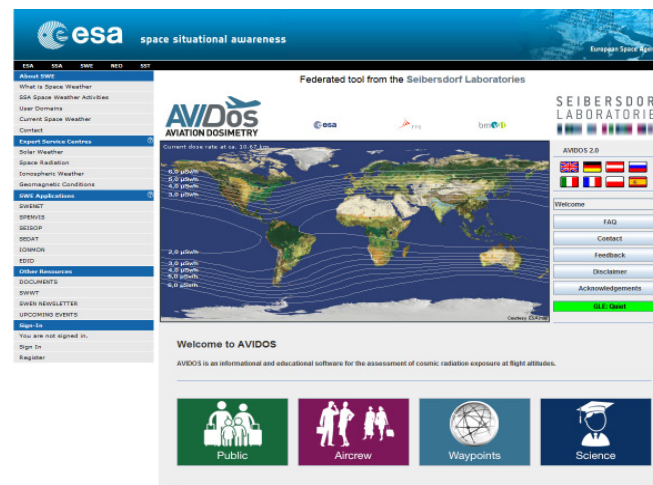 esa
space situational awareness
European Space Agen
ESA SSA SWE NEO SST
About SWE
What is Space Weather
SSA Space Weather Activities
User Domains
Current Space Weather
Contact
Expert Service Centres
Solar Weather
Space Radiation
Ionospheric Weather
Geomagnetic Conditions
SWE Applications
SWENET
SPENVIS
SEISOP
SEDAT
IONMON
EDID
Other Resources
DOCUMENTS
SWWT
SWEN NEWSLETTER
UPCOMING EVENTS
Sign-In
You are not signed in.
Sign In
Register
Federated tool from the Seibersdorf Laboratories
AVIDOS
AVIATION DOSIMETRY
esa
FFG
bmvit
SEIBERSDOR
LABORATORIE
Current dose rate at ca. 10.67 km
6,0 µSv/h
5,0 µSv/h
4,0 µSv/h
3,0 µSv/h
2,0 µSv/h
3,0 µSv/h
4,0 µSv/h
5,0 µSv/h
6,0 µSv/h
Courtesy ESA
AVIDOS 2.0
Welcome
FAQ
Contact
Feedback
Disclaimer
Acknowledgements
GLE: Quiet
Welcome to AVIDOS
AVIDOS is an informational and educational software for the assessment of cosmic radiation exposure at flight altitudes.
Public
Aircrew
Waypoints
Science